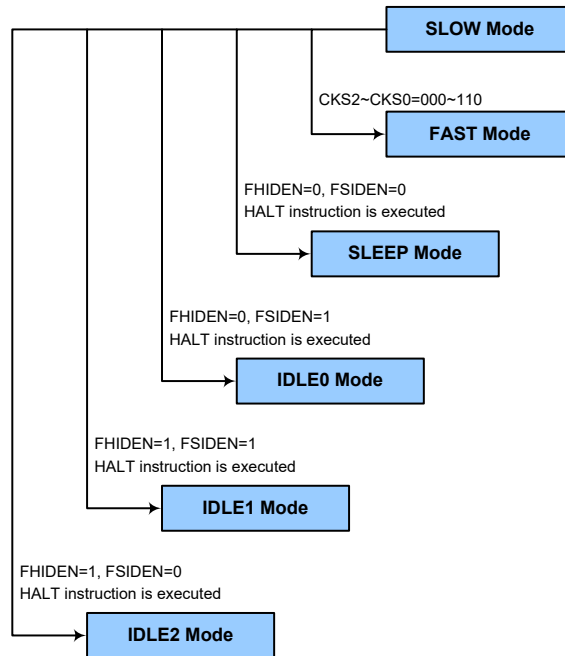 SLOW Mode
CKS2~CKS0=000~110
FAST Mode
FHIDEN=0, FSIDEN=0
HALT instruction is executed
SLEEP Mode
FHIDEN=0, FSIDEN=1
HALT instruction is executed
IDLE0 Mode
FHIDEN=1, FSIDEN=1
HALT instruction is executed
IDLE1 Mode
FHIDEN=1, FSIDEN=0
HALT instruction is executed
IDLE2 Mode